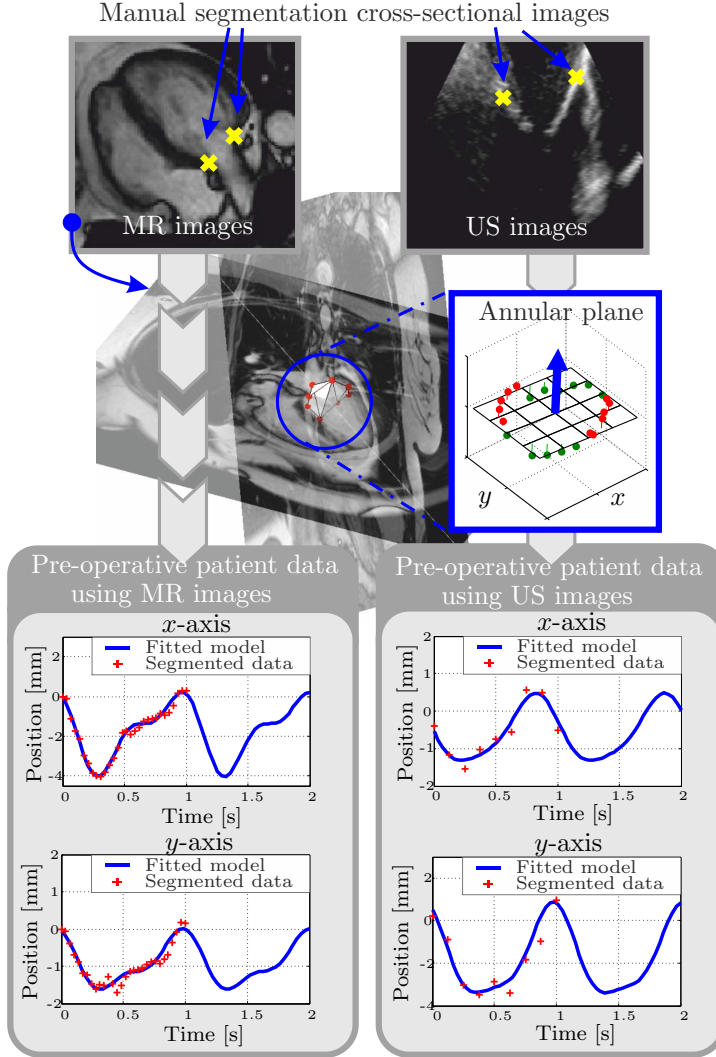 Manual segmentation cross-sectional images
MR images
US images
Annular plane
y
x
Pre-operative patient data
using MR images
x-axis
Fitted model
Segmented data
Position [mm]
2
0
-2
-4
0
0.5
1
1.5
2
Time [s]
y-axis
Fitted model
Segmented data
Position [mm]
2
1
0
-1
-2
0
0.5
1
1.5
2
Time [s]
Pre-operative patient data
using US images
x-axis
Fitted model
Segmented data
Position [mm]
2
1
0
-1
-2
0
0.5
1
1.5
2
Time [s]
y-axis
Fitted model
Segmented data
Position [mm]
4
2
0
-2
-4
0
0.5
1
1.5
2
Time [s]